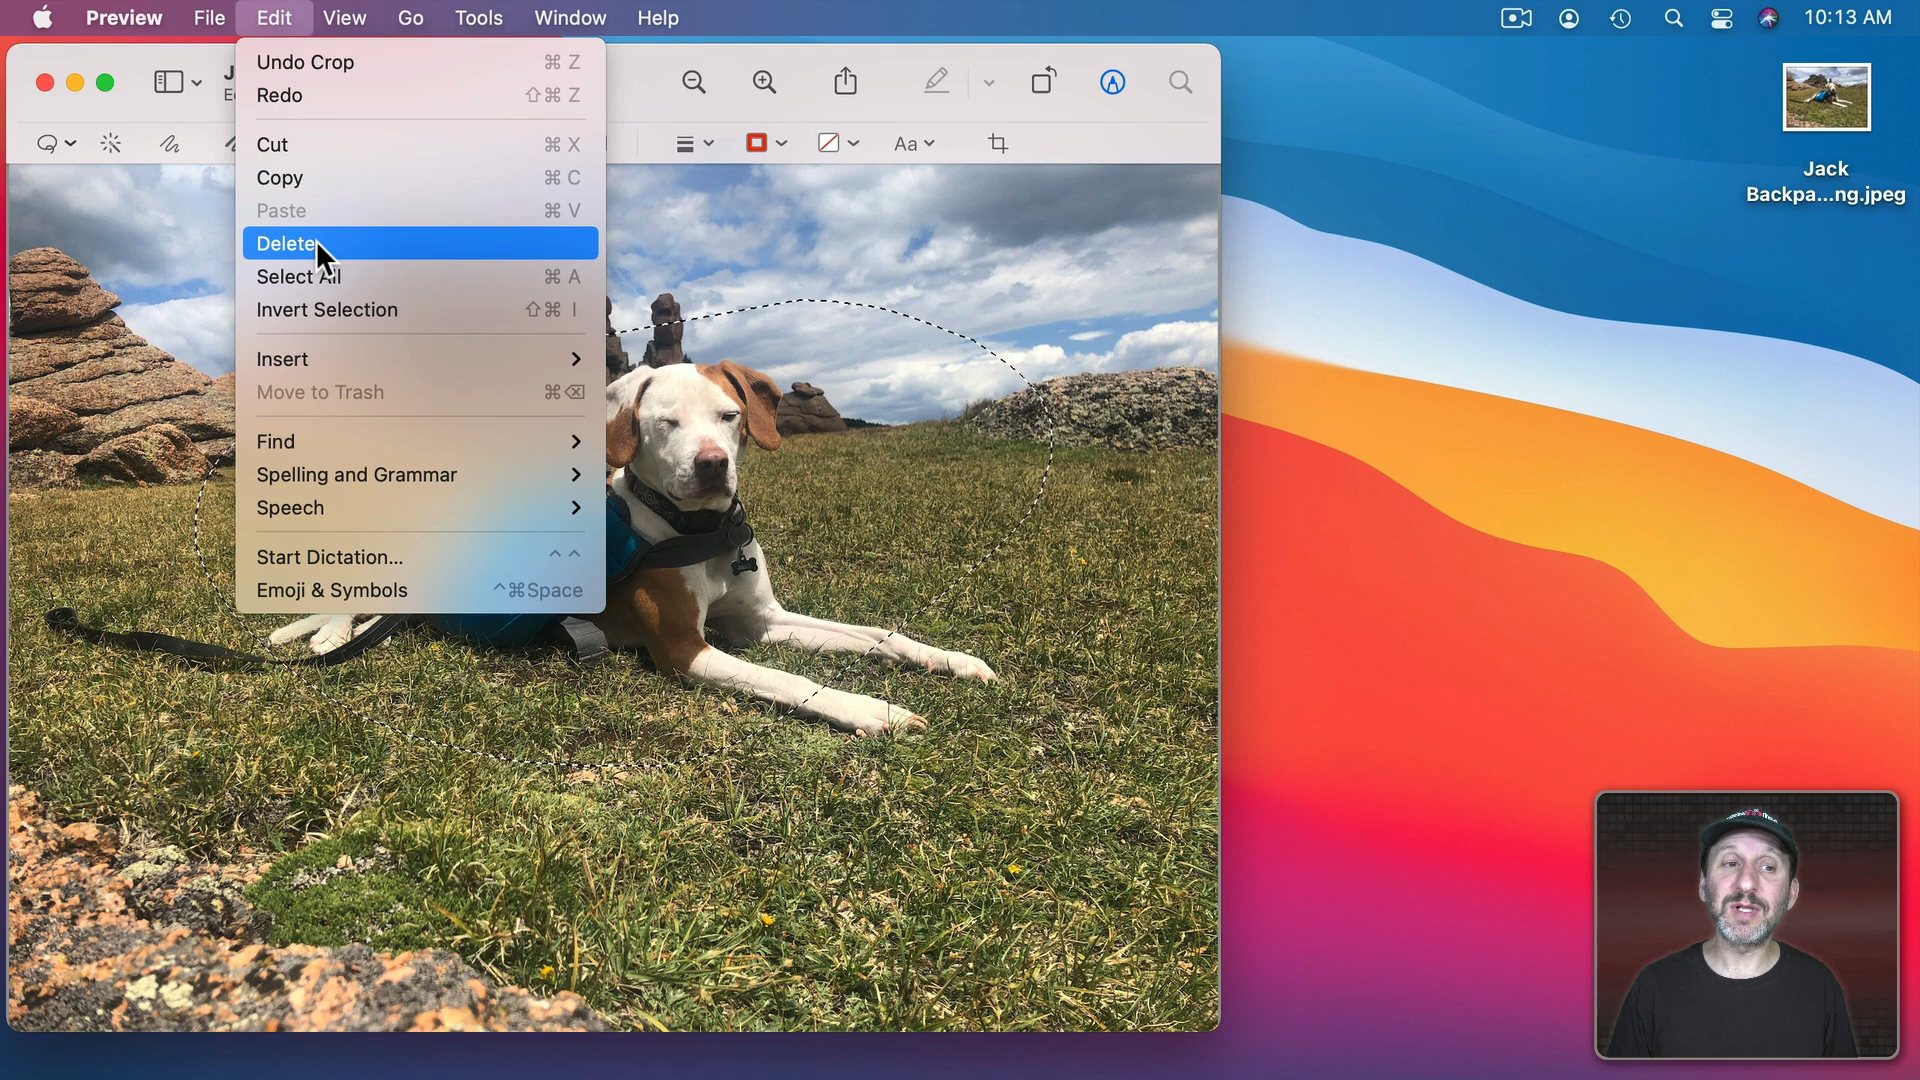 Preview File Edit View Go Tools Window Help 10:13 AM
Undo Crop ⌘ Z
Redo ⇧⌘ Z
Cut ⌘ X
Copy ⌘ C
Paste ⌘ V
Delete
Select All ⌘ A
Invert Selection ⇧⌘ I
Insert
Move to Trash ⌘⌫
Find
Spelling and Grammar
Speech
Start Dictation... ^ ^
Emoji & Symbols ^⌘Space
J
E
Aa
Jack
Backpa...ng.jpeg